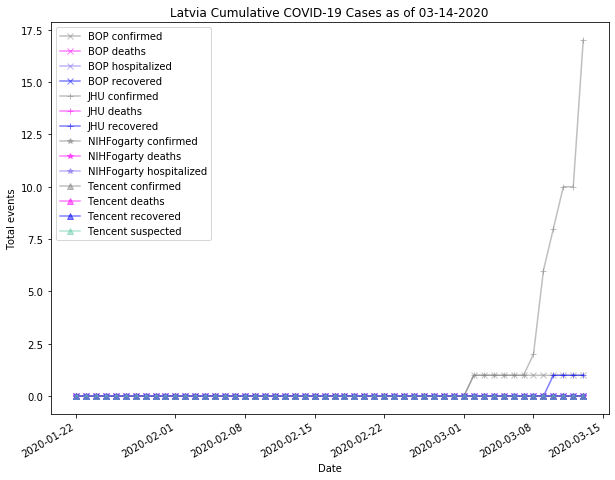 Latvia Cumulative COVID-19 Cases as of 03-14-2020
17.5
15.0
12.5
10.0
7.5
5.0
2.5
0.0
Total events
BOP confirmed
BOP deaths
BOP hospitalized
BOP recovered
JHU confirmed
JHU deaths
JHU recovered
NIHFogarty confirmed
NIHFogarty deaths
NIHFogarty hospitalized
Tencent confirmed
Tencent deaths
Tencent recovered
Tencent suspected
2020-01-22
2020-02-01
2020-02-08
2020-02-15
2020-02-22
2020-03-01
2020-03-08
2020-03-15
Date